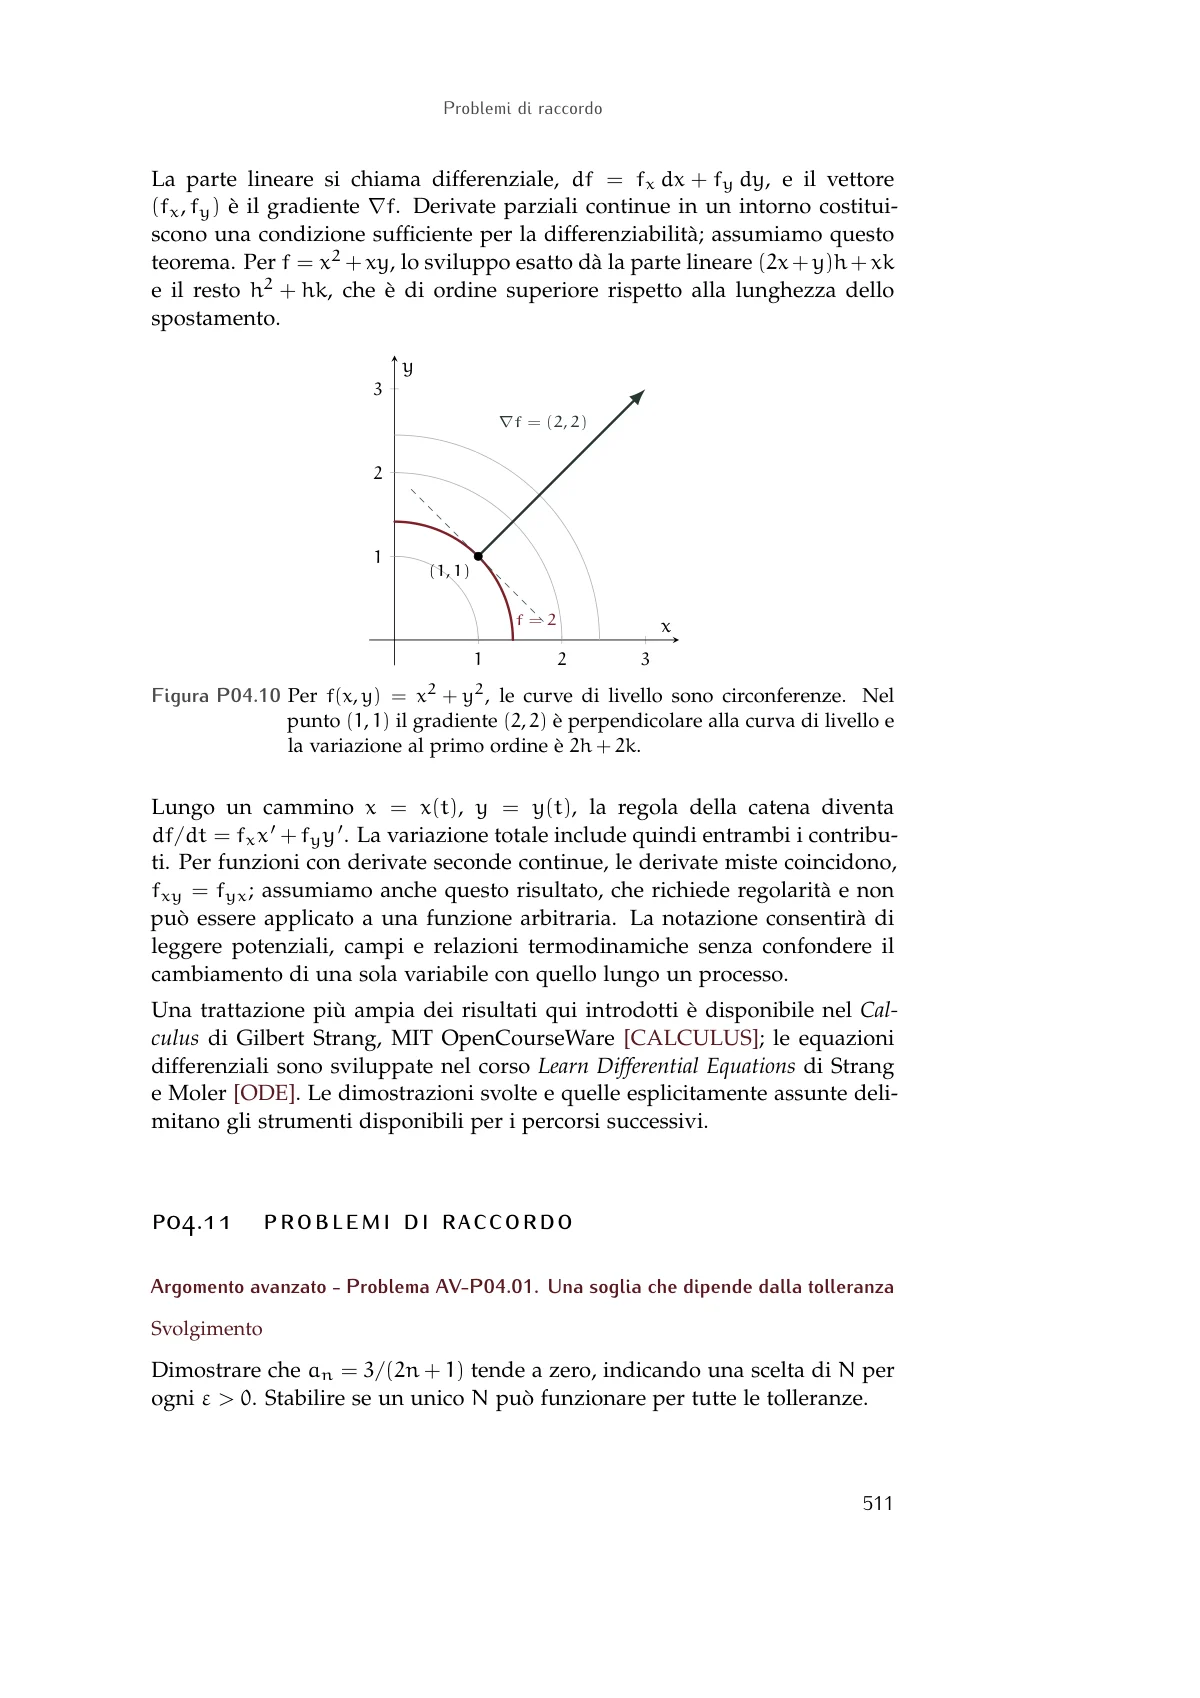 Problemi di raccordo
La parte lineare si chiama differenziale, df = fₓ dx + f_y dy, e il vettore
(fₓ, f_y) è il gradiente ∇f. Derivate parziali continue in un intorno costitui-
scono una condizione sufficiente per la differenziabilità; assumiamo questo
teorema. Per f = x² + xy, lo sviluppo esatto dà la parte lineare (2x + y)h + xk
e il resto h² + hk, che è di ordine superiore rispetto alla lunghezza dello
spostamento.
y
3
∇f = (2, 2)
2
1
(1, 1)
f = 2
x
1 2 3
Figura P04.10 Per f(x, y) = x² + y², le curve di livello sono circonferenze. Nel
punto (1, 1) il gradiente (2, 2) è perpendicolare alla curva di livello e
la variazione al primo ordine è 2h + 2k.
Lungo un cammino x = x(t), y = y(t), la regola della catena diventa
df/dt = fₓx′ + f_yy′. La variazione totale include quindi entrambi i contribu-
ti. Per funzioni con derivate seconde continue, le derivate miste coincidono,
f_xy = f_yx; assumiamo anche questo risultato, che richiede regolarità e non
può essere applicato a una funzione arbitraria. La notazione consentirà di
leggere potenziali, campi e relazioni termodinamiche senza confondere il
cambiamento di una sola variabile con quello lungo un processo.
Una trattazione più ampia dei risultati qui introdotti è disponibile nel Cal-
culus di Gilbert Strang, MIT OpenCourseWare [CALCULUS]; le equazioni
differenziali sono sviluppate nel corso Learn Differential Equations di Strang
e Moler [ODE]. Le dimostrazioni svolte e quelle esplicitamente assunte deli-
mitano gli strumenti disponibili per i percorsi successivi.
P04.11 PROBLEMI DI RACCORDO
Argomento avanzato – Problema AV-P04.01. Una soglia che dipende dalla tolleranza
Svolgimento
Dimostrare che aₙ = 3/(2n + 1) tende a zero, indicando una scelta di N per
ogni ε > 0. Stabilire se un unico N può funzionare per tutte le tolleranze.
511